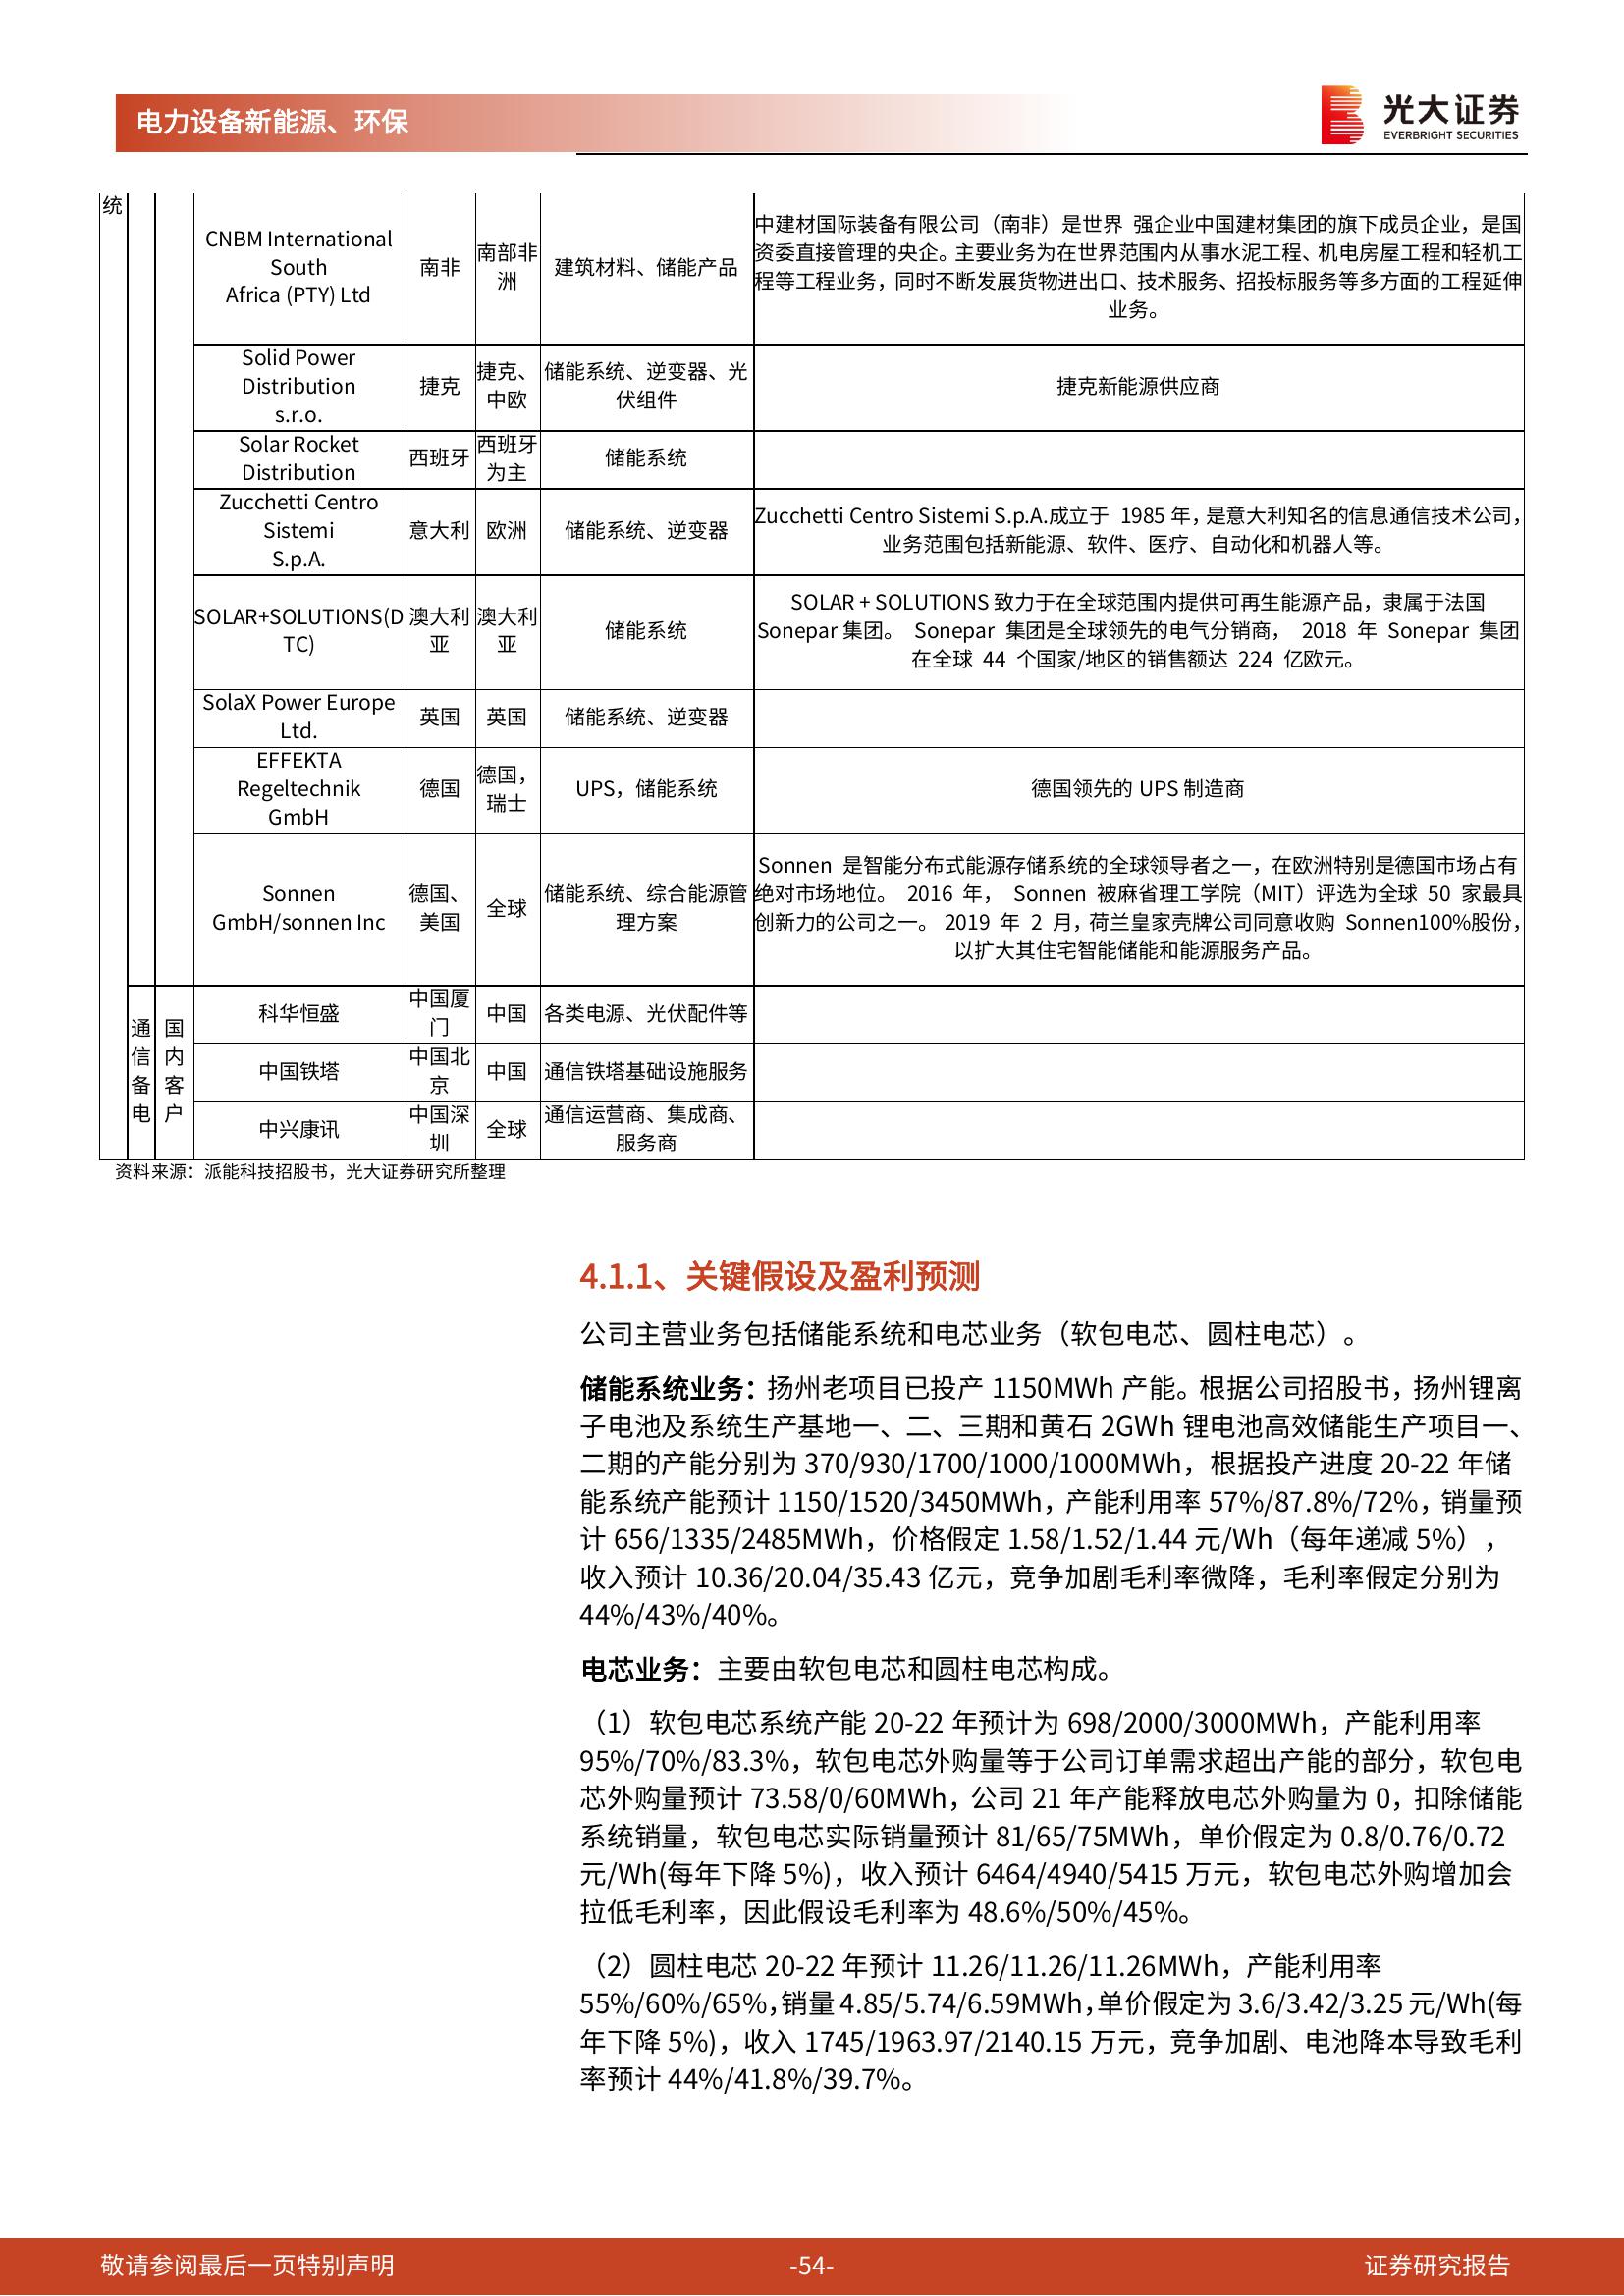 电力设备新能源、环保
光大证券
EVERBRIGHT SECURITIES
统
CNBM International
South
Africa (PTY) Ltd
南非
南部非
洲
建筑材料、储能产品
中建材国际装备有限公司（南非）是世界 强企业中国建材集团的旗下成员企业，是国
资委直接管理的央企。主要业务为在世界范围内从事水泥工程、机电房屋工程和轻机工
程等工程业务，同时不断发展货物进出口、技术服务、招投标服务等多方面的工程延伸
业务。
Solid Power
Distribution
s.r.o.
捷克
捷克、
中欧
储能系统、逆变器、光
伏组件
捷克新能源供应商
Solar Rocket
Distribution
西班牙
西班牙
为主
储能系统
Zucchetti Centro
Sistemi
S.p.A.
意大利
欧洲
储能系统、逆变器
Zucchetti Centro Sistemi S.p.A.成立于 1985 年，是意大利知名的信息通信技术公司，
业务范围包括新能源、软件、医疗、自动化和机器人等。
SOLAR+SOLUTIONS(D
TC)
澳大利
亚
澳大利
亚
储能系统
SOLAR + SOLUTIONS 致力于在全球范围内提供可再生能源产品，隶属于法国
Sonepar 集团。 Sonepar 集团是全球领先的电气分销商， 2018 年 Sonepar 集团
在全球 44 个国家/地区的销售额达 224 亿欧元。
SolaX Power Europe
Ltd.
英国
英国
储能系统、逆变器
EFFEKTA
Regeltechnik
GmbH
德国
德国，
瑞士
UPS，储能系统
德国领先的 UPS 制造商
Sonnen
GmbH/sonnen Inc
德国、
美国
全球
储能系统、综合能源管
理方案
Sonnen 是智能分布式能源存储系统的全球领导者之一，在欧洲特别是德国市场占有
绝对市场地位。 2016 年， Sonnen 被麻省理工学院（MIT）评选为全球 50 家最具
创新力的公司之一。 2019 年 2 月，荷兰皇家壳牌公司同意收购 Sonnen100%股份，
以扩大其住宅智能储能和能源服务产品。
通
信
备
电
国
内
客
户
科华恒盛
中国厦
门
中国
各类电源、光伏配件等
中国铁塔
中国北
京
中国
通信铁塔基础设施服务
中兴康讯
中国深
圳
全球
通信运营商、集成商、
服务商
资料来源：派能科技招股书，光大证券研究所整理
4.1.1、关键假设及盈利预测
公司主营业务包括储能系统和电芯业务（软包电芯、圆柱电芯）。
储能系统业务：扬州老项目已投产 1150MWh 产能。根据公司招股书，扬州锂离
子电池及系统生产基地一、二、三期和黄石 2GWh 锂电池高效储能生产项目一、
二期的产能分别为 370/930/1700/1000/1000MWh，根据投产进度 20-22 年储
能系统产能预计 1150/1520/3450MWh，产能利用率 57%/87.8%/72%，销量预
计 656/1335/2485MWh，价格假定 1.58/1.52/1.44 元/Wh（每年递减 5%），
收入预计 10.36/20.04/35.43 亿元，竞争加剧毛利率微降，毛利率假定分别为
44%/43%/40%。
电芯业务：主要由软包电芯和圆柱电芯构成。
（1）软包电芯系统产能 20-22 年预计为 698/2000/3000MWh，产能利用率
95%/70%/83.3%，软包电芯外购量等于公司订单需求超出产能的部分，软包电
芯外购量预计 73.58/0/60MWh，公司 21 年产能释放电芯外购量为 0，扣除储能
系统销量，软包电芯实际销量预计 81/65/75MWh，单价假定为 0.8/0.76/0.72
元/Wh(每年下降 5%)，收入预计 6464/4940/5415 万元，软包电芯外购增加会
拉低毛利率，因此假设毛利率为 48.6%/50%/45%。
（2）圆柱电芯 20-22 年预计 11.26/11.26/11.26MWh，产能利用率
55%/60%/65%，销量 4.85/5.74/6.59MWh，单价假定为 3.6/3.42/3.25 元/Wh(每
年下降 5%)，收入 1745/1963.97/2140.15 万元，竞争加剧、电池降本导致毛利
率预计 44%/41.8%/39.7%。
敬请参阅最后一页特别声明
-54-
证券研究报告